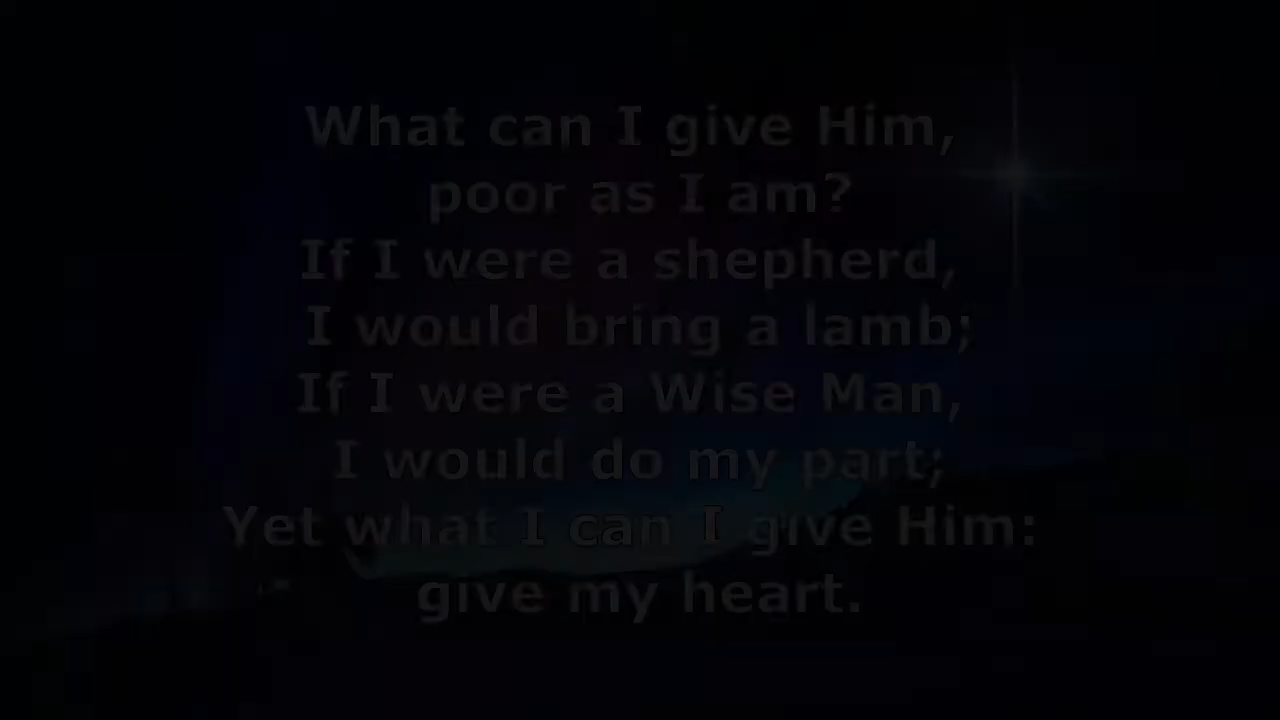 What can I give Him,
poor as I am?
If I were a shepherd,
I would bring a lamb;
If I were a Wise Man,
I would do my part;
Yet what I can I give Him:
give my heart.